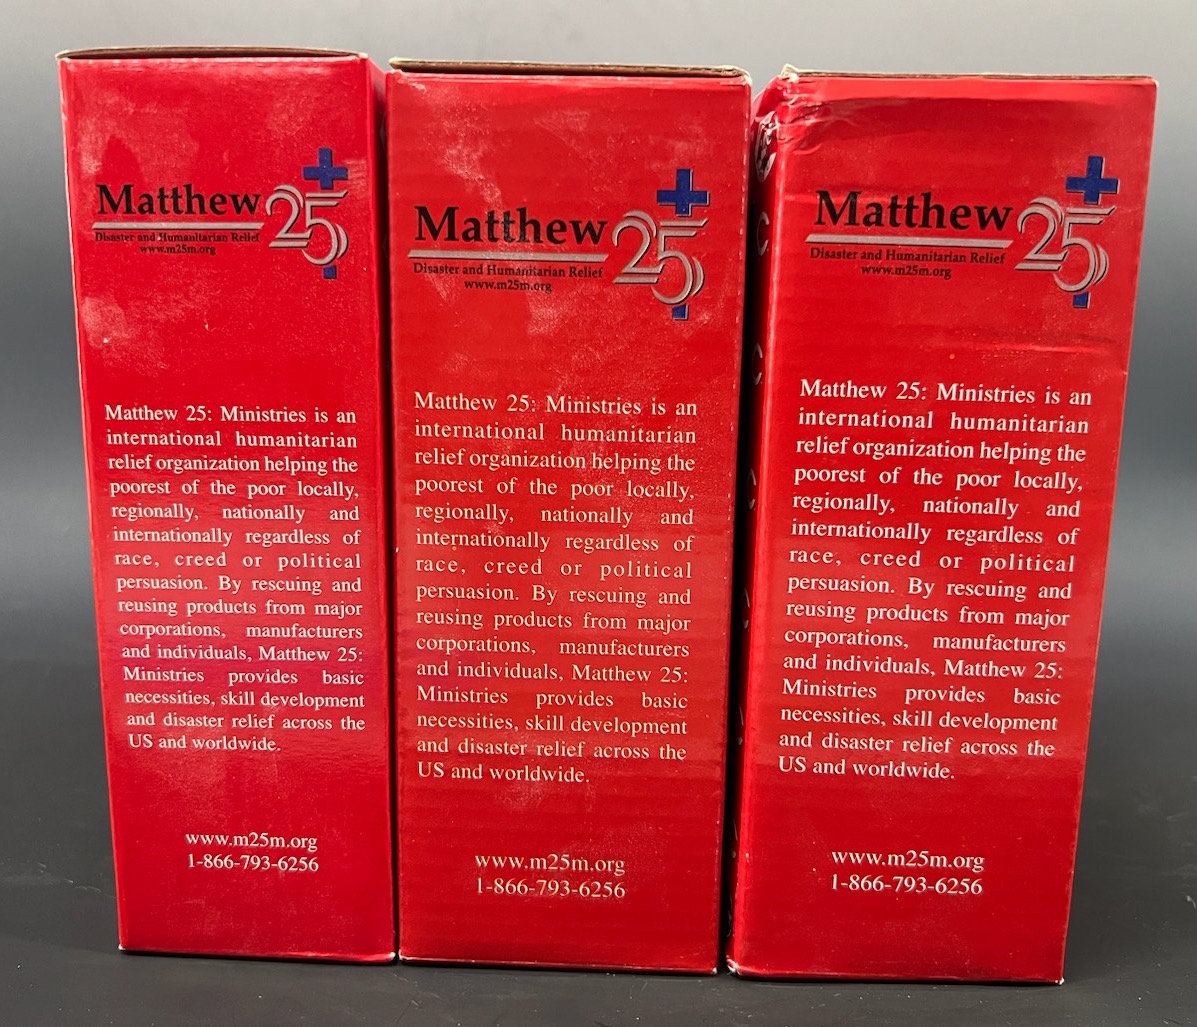 Matthew 25
Disaster and Humanitarian Relief
www.m25m.org
Matthew 25: Ministries is an
international humanitarian
relief organization helping the
poorest of the poor locally,
regionally, nationally and
internationally regardless of
race, creed or political
persuasion. By rescuing and
reusing products from major
corporations, manufacturers
and individuals, Matthew 25:
Ministries provides basic
necessities, skill development
and disaster relief across the
US and worldwide.
www.m25m.org
1-866-793-6256
Matthew 25
Disaster and Humanitarian Relief
www.m25m.org
Matthew 25: Ministries is an
international humanitarian
relief organization helping the
poorest of the poor locally,
regionally, nationally and
internationally regardless of
race, creed or political
persuasion. By rescuing and
reusing products from major
corporations, manufacturers
and individuals, Matthew 25:
Ministries provides basic
necessities, skill development
and disaster relief across the
US and worldwide.
www.m25m.org
1-866-793-6256
Matthew 25
Disaster and Humanitarian Relief
www.m25m.org
Matthew 25: Ministries is an
international humanitarian
relief organization helping the
poorest of the poor locally,
regionally, nationally and
internationally regardless of
race, creed or political
persuasion. By rescuing and
reusing products from major
corporations, manufacturers
and individuals, Matthew 25:
Ministries provides basic
necessities, skill development
and disaster relief across the
US and worldwide.
www.m25m.org
1-866-793-6256